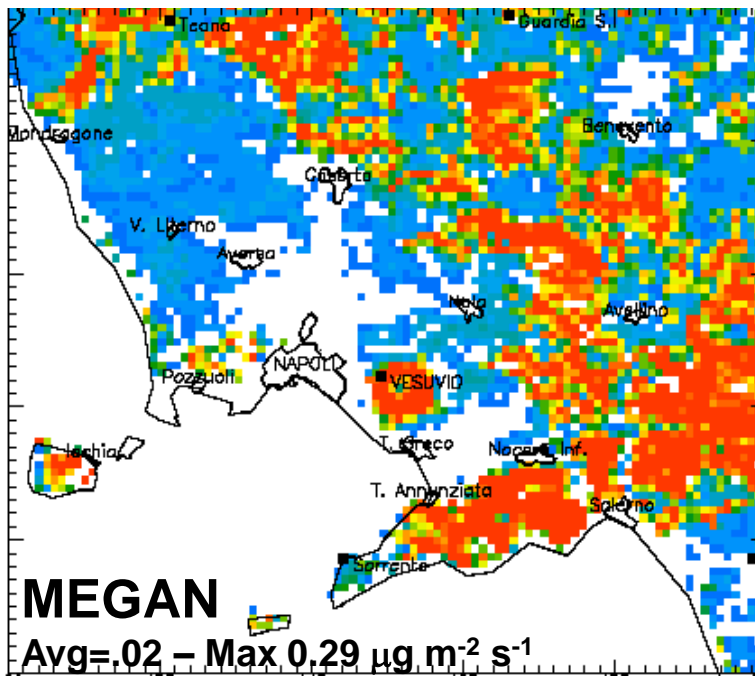 Teana
Guardia S.
Mondragone
Benevento
Caserta
V. Literno
Aversa
Nola
Avellino
NAPOLI
Pozzuoli
VESUVIO
Ischia
T. Greco
Nocera Inf.
T. Annunziata
Salerno
Sorrento
MEGAN
Avg=.02 – Max 0.29 μg m⁻² s⁻¹